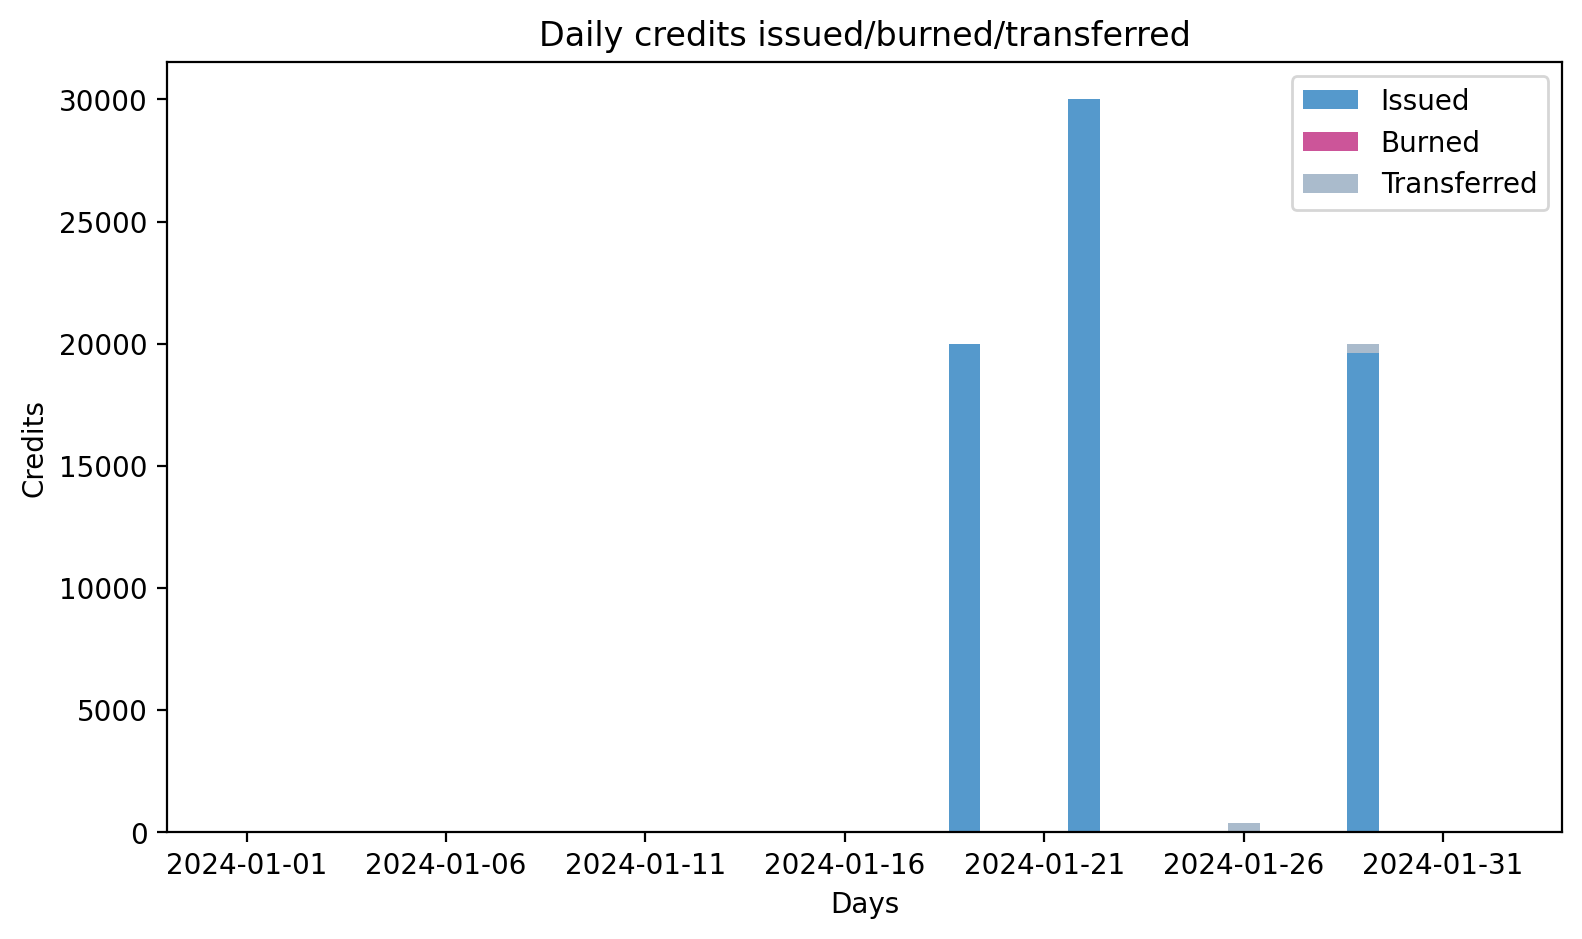 Daily credits issued/burned/transferred
30000
25000
20000
15000
10000
5000
0
Credits
Issued
Burned
Transferred
2024-01-01 2024-01-06 2024-01-11 2024-01-16 2024-01-21 2024-01-26 2024-01-31
Days